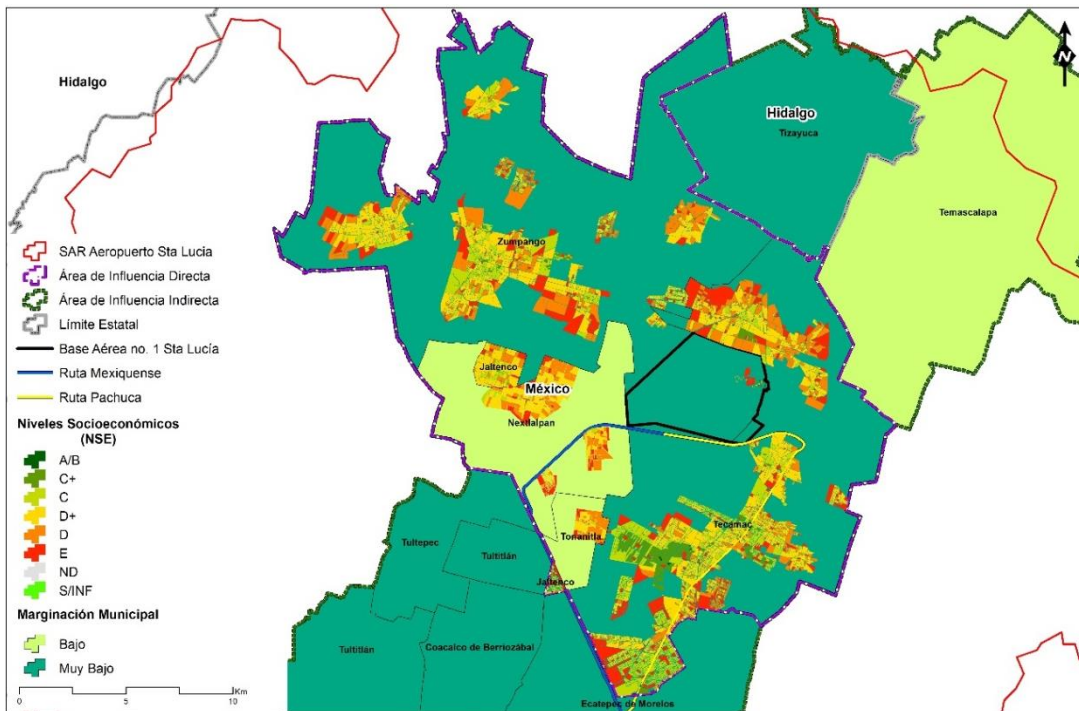 Hidalgo
N
Hidalgo
Tizayuca
Temascalapa
Zumpango
SAR Aeropuerto Sta Lucia
Área de Influencia Directa
Área de Influencia Indirecta
Límite Estatal
Base Aérea no. 1 Sta Lucía
Ruta Mexiquense
Ruta Pachuca
Niveles Socioeconómicos
(NSE)
A/B
C+
C
D+
D
E
ND
S/INF
Marginación Municipal
Bajo
Muy Bajo
0 5 10 Km
Jaltenco
México
Nextlalpan
Tecámac
Tonanitla
Tultepec
Tultitlán
Jaltenco
Tultitlán
Coacalco de Berriozábal
Ecatepec de Morelos